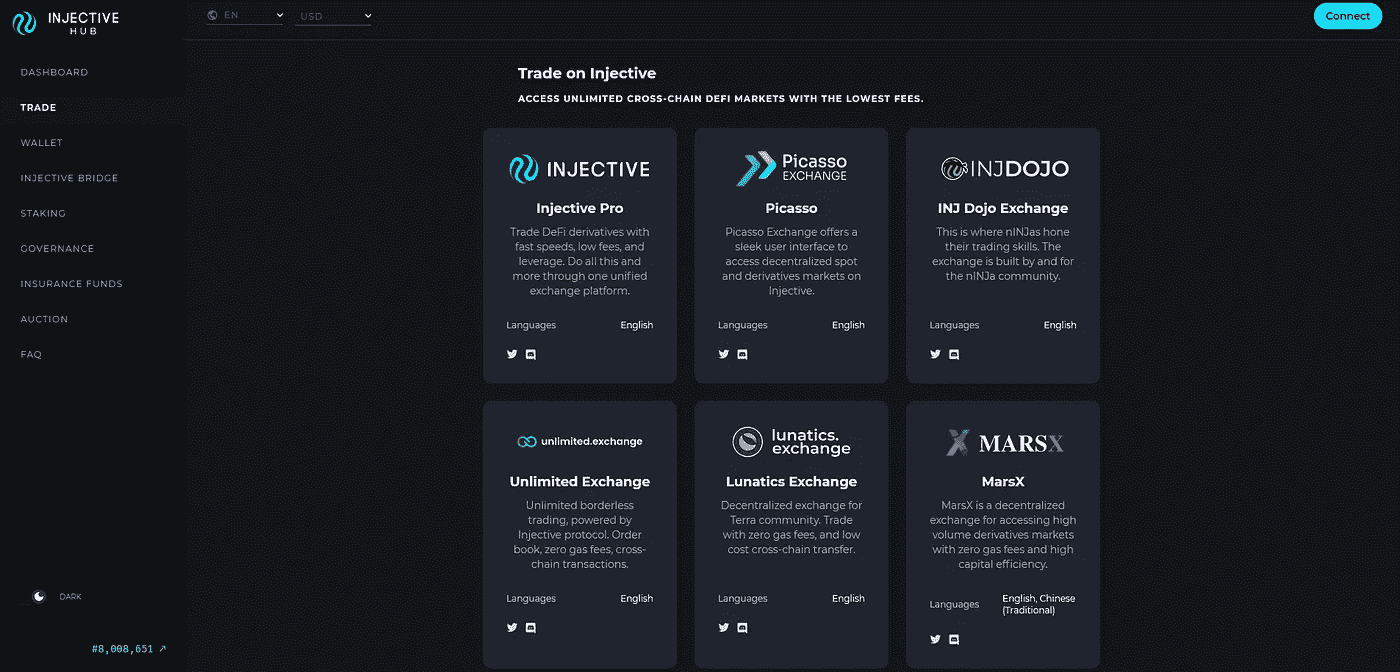 INJECTIVE
HUB
EN
USD
Connect
DASHBOARD
TRADE
WALLET
INJECTIVE BRIDGE
STAKING
GOVERNANCE
INSURANCE FUNDS
AUCTION
FAQ
DARK
#8,008,651
Trade on Injective
ACCESS UNLIMITED CROSS-CHAIN DEFI MARKETS WITH THE LOWEST FEES.
INJECTIVE
Injective Pro
Trade DeFi derivatives with
fast speeds, low fees, and
leverage. Do all this and
more through one unified
exchange platform.
Languages English
Picasso
EXCHANGE
Picasso
Picasso Exchange offers a
sleek user interface to
access decentralized spot
and derivatives markets on
Injective.
Languages English
INJDOJO
INJ Dojo Exchange
This is where nINJas hone
their trading skills. The
exchange is built by and for
the nINJa community.
Languages English
unlimited.exchange
Unlimited Exchange
Unlimited borderless
trading, powered by
Injective protocol. Order
book, zero gas fees, cross-
chain transactions.
Languages English
lunatics.
exchange
Lunatics Exchange
Decentralized exchange for
Terra community. Trade
with zero gas fees, and low
cost cross-chain transfer.
Languages English
MARSX
MarsX
MarsX is a decentralized
exchange for accessing high
volume derivatives markets
with zero gas fees and high
capital efficiency.
Languages English, Chinese
(Traditional)